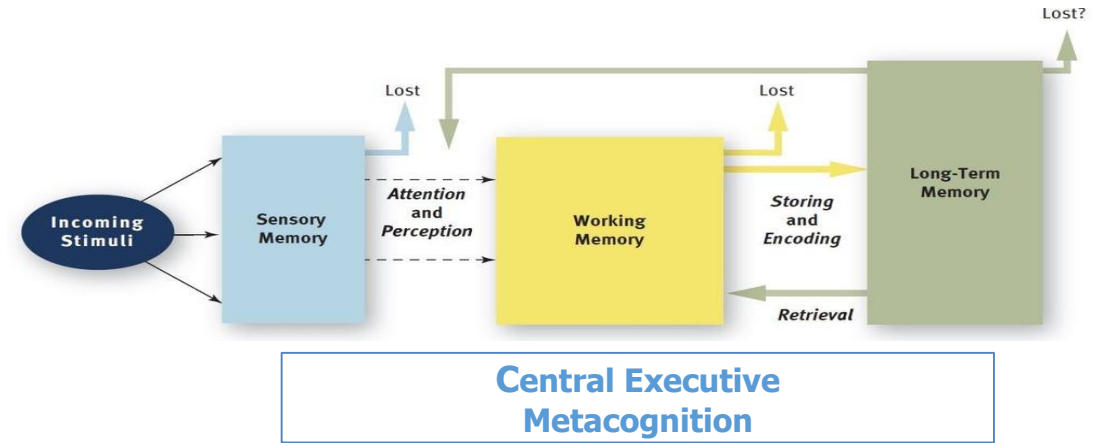 Lost?
Lost
Lost
Incoming
Stimuli
Sensory
Memory
Attention
and
Perception
Working
Memory
Storing
and
Encoding
Long-Term
Memory
Retrieval
Central Executive
Metacognition